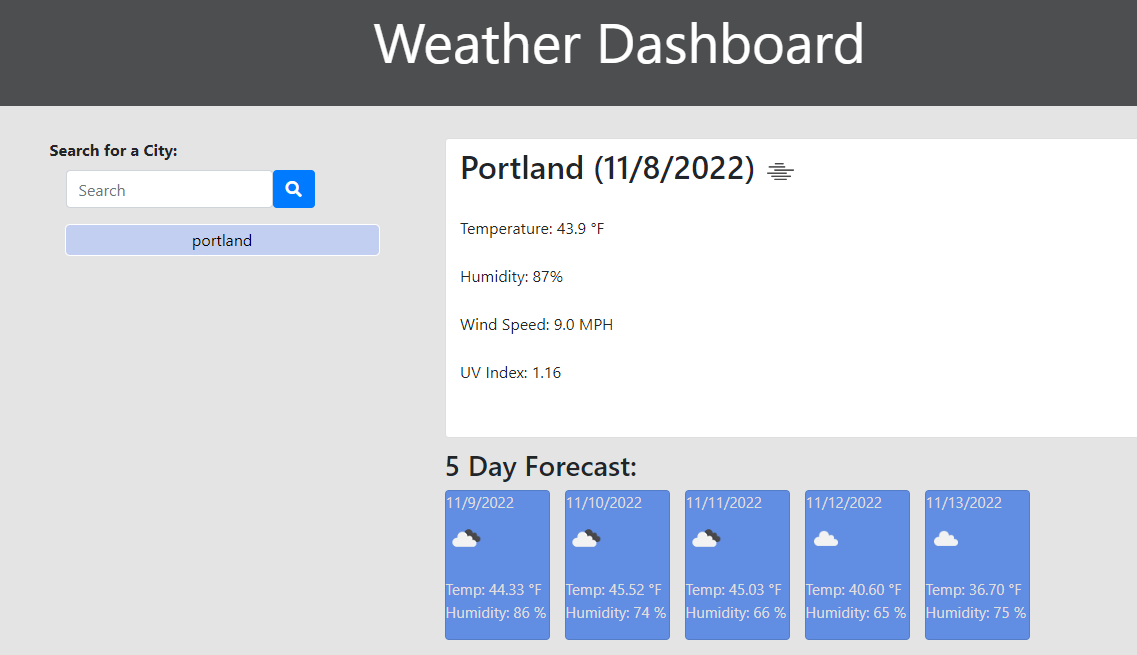 Weather Dashboard
Search for a City:
Search
portland
Portland (11/8/2022)
Temperature: 43.9 °F
Humidity: 87%
Wind Speed: 9.0 MPH
UV Index: 1.16
5 Day Forecast:
11/9/2022
Temp: 44.33 °F
Humidity: 86 %
11/10/2022
Temp: 45.52 °F
Humidity: 74 %
11/11/2022
Temp: 45.03 °F
Humidity: 66 %
11/12/2022
Temp: 40.60 °F
Humidity: 65 %
11/13/2022
Temp: 36.70 °F
Humidity: 75 %